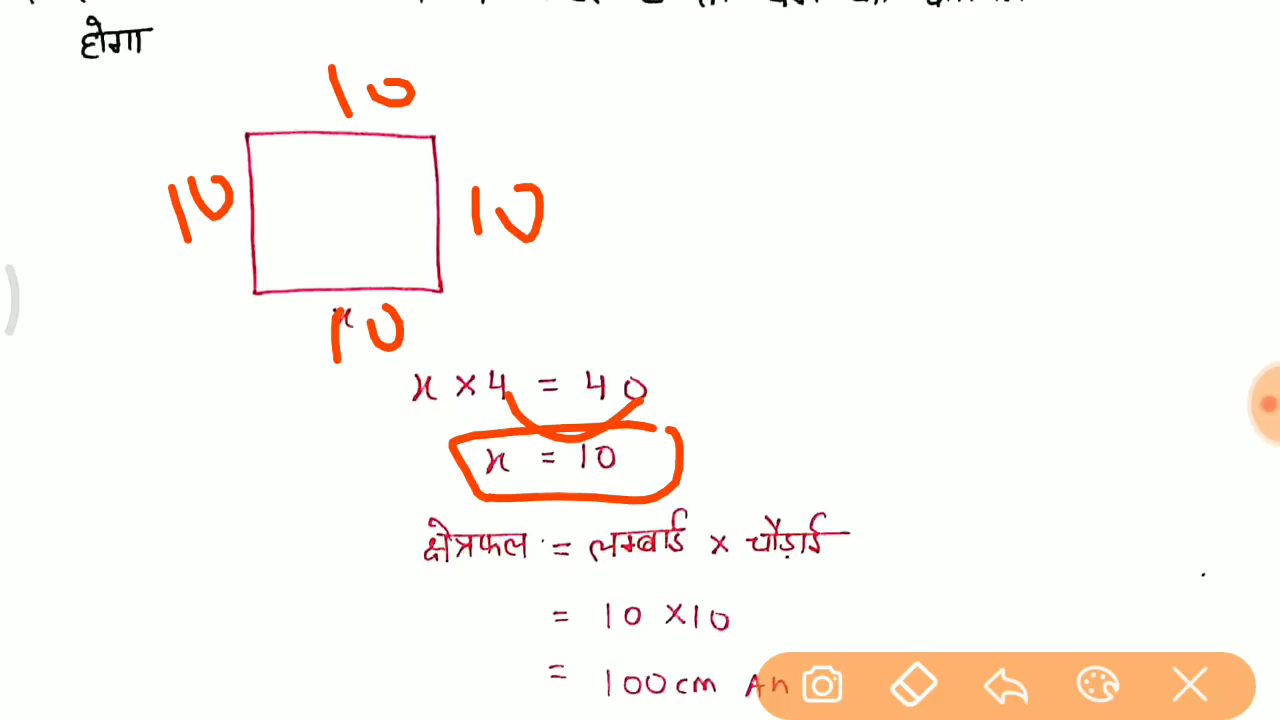 होगा
10
10 10
10
x × 4 = 40
x = 10
क्षेत्रफल = लम्बाई × चौड़ाई
= 10 × 10
= 100 cm An